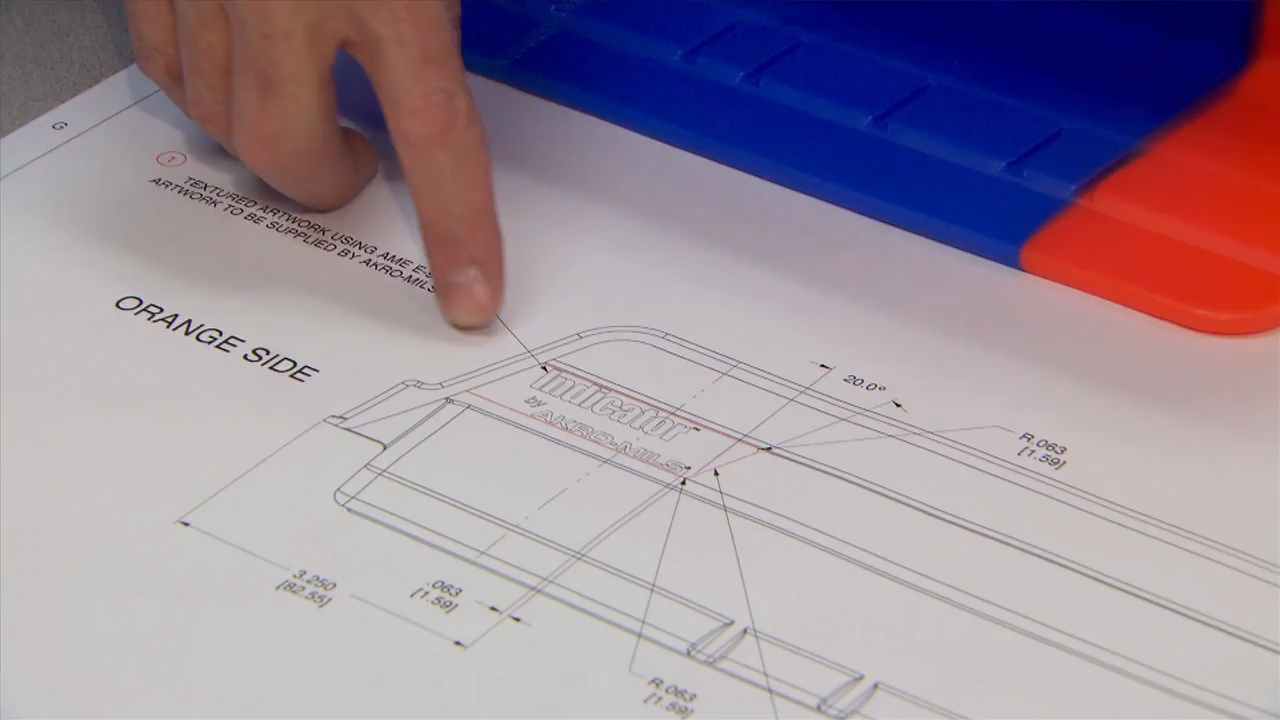 G
1
TEXTURED ARTWORK USING AME
ARTWORK TO BE SUPPLIED BY AKRO-MILS
ORANGE SIDE
indicator
by
AKRO-MILS
20.0°
R.063
[1.59]
3.250
[82.55]
.063
[1.59]
R.063
[1.59]